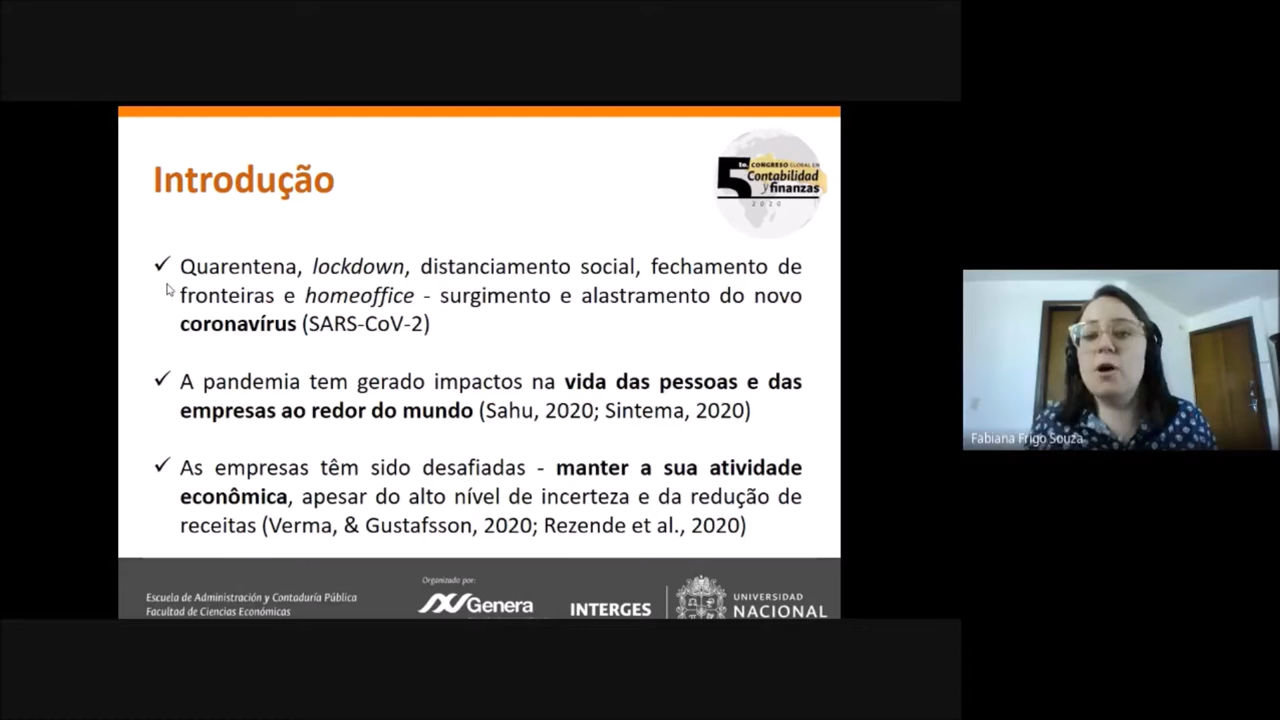 Introdução
5to. CONGRESO GLOBAL EN
Contabilidad
y finanzas
2020
✓ Quarentena, lockdown, distanciamento social, fechamento de
fronteiras e homeoffice - surgimento e alastramento do novo
coronavírus (SARS-CoV-2)
✓ A pandemia tem gerado impactos na vida das pessoas e das
empresas ao redor do mundo (Sahu, 2020; Sintema, 2020)
✓ As empresas têm sido desafiadas - manter a sua atividade
econômica, apesar do alto nível de incerteza e da redução de
receitas (Verma, & Gustafsson, 2020; Rezende et al., 2020)
Escuela de Administración y Contaduría Pública
Facultad de Ciencias Económicas
Organizado por:
Genera
INTERGES
UNIVERSIDAD
NACIONAL
Fabiana Frigo Souza